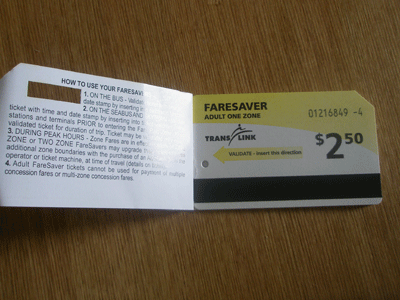 HOW TO USE YOUR FARESAVER
1. ON THE BUS - Validate
date stamp by inserting in
2. ON THE SEABUS AND
ticket with time and date stamp by inserting into
stations and terminals PRIOR to entering the Fa
validated ticket for duration of trip. Ticket may be
3. DURING PEAK HOURS - Zone Fares are in effect
ZONE or TWO ZONE FareSavers may upgrade
additional zone boundaries with the purchase of an
operator or ticket machine, at time of travel (details on
4. Adult FareSaver tickets cannot be used for payment of multiple
concession fares or multi-zone concession fares.
FARESAVER
ADULT ONE ZONE
01216849 -4
TRANS LINK
$2 50
VALIDATE - insert this direction